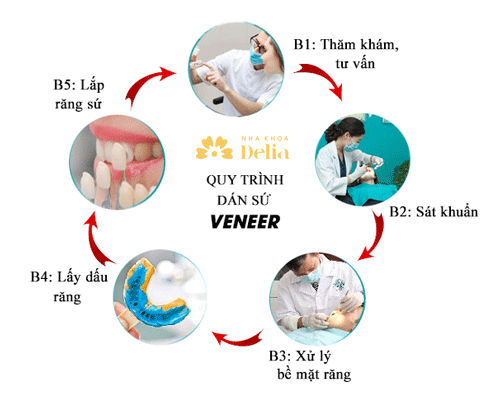 B1: Thăm khám,
tư vấn
B5: Lắp
răng sứ
NHA KHOA
Delia
QUY TRÌNH
DÁN SỨ
VENEER
B2: Sát khuẩn
B4: Lấy dấu
răng
B3: Xử lý
bề mặt răng